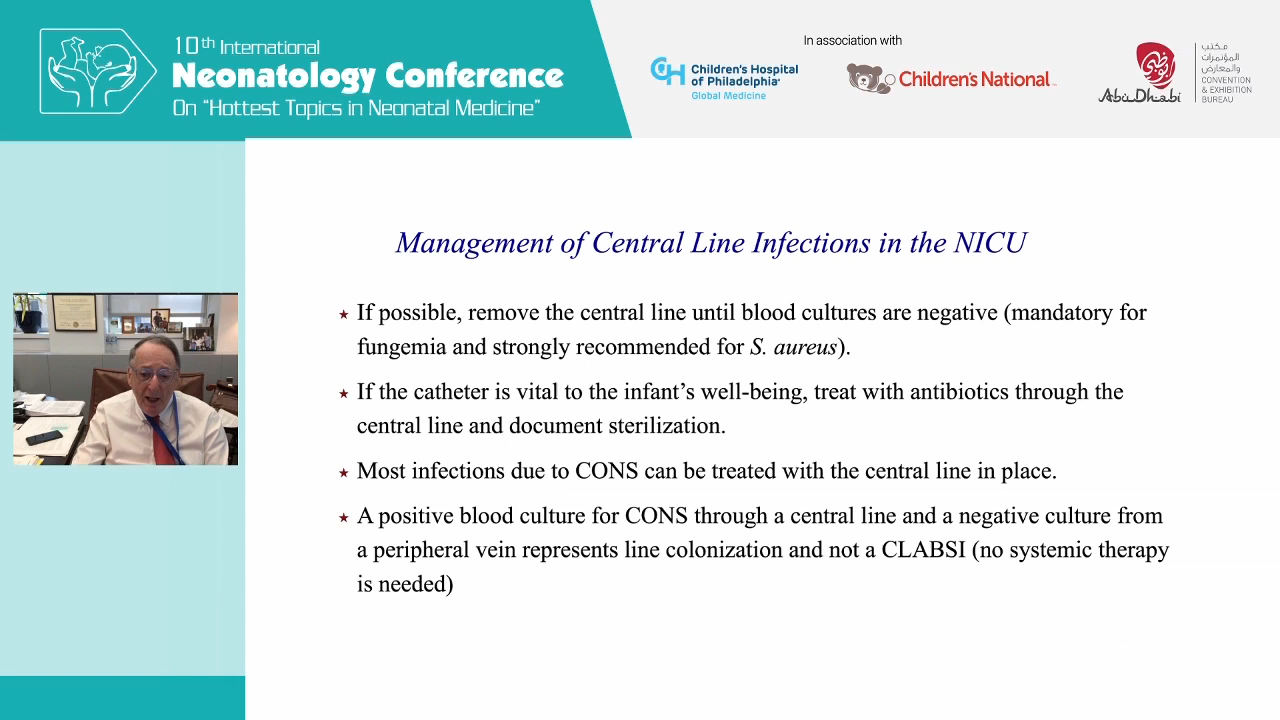 10th International
Neonatology Conference
On “Hottest Topics in Neonatal Medicine”
In association with
Children's Hospital
of Philadelphia
Global Medicine
Children's National
Abu Dhabi
أبوظبي
مكتب
المؤتمرات
والمعارض
CONVENTION
& EXHIBITION
BUREAU
Management of Central Line Infections in the NICU
★ If possible, remove the central line until blood cultures are negative (mandatory for
fungemia and strongly recommended for S. aureus).
★ If the catheter is vital to the infant’s well-being, treat with antibiotics through the
central line and document sterilization.
★ Most infections due to CONS can be treated with the central line in place.
★ A positive blood culture for CONS through a central line and a negative culture from
a peripheral vein represents line colonization and not a CLABSI (no systemic therapy
is needed)